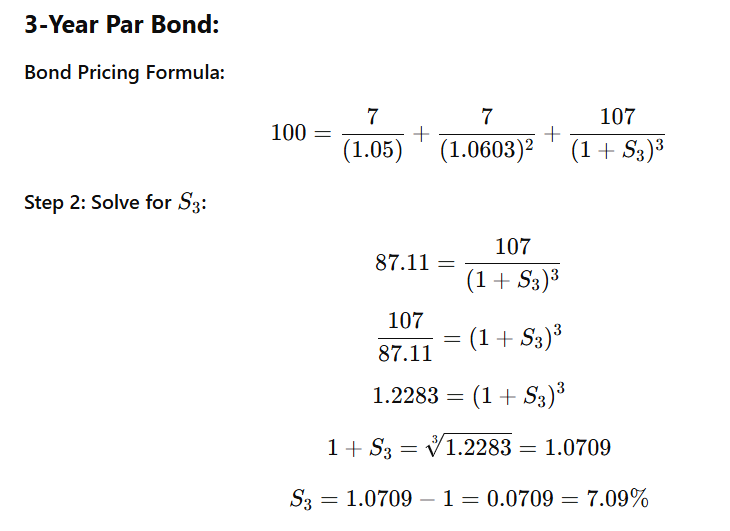 3-Year Par Bond:
Bond Pricing Formula:
100 = 7/(1.05) + 7/(1.0603)² + 107/(1 + S₃)³
Step 2: Solve for S₃:
87.11 = 107/(1 + S₃)³
107/87.11 = (1 + S₃)³
1.2283 = (1 + S₃)³
1 + S₃ = ∛1.2283 = 1.0709
S₃ = 1.0709 − 1 = 0.0709 = 7.09%